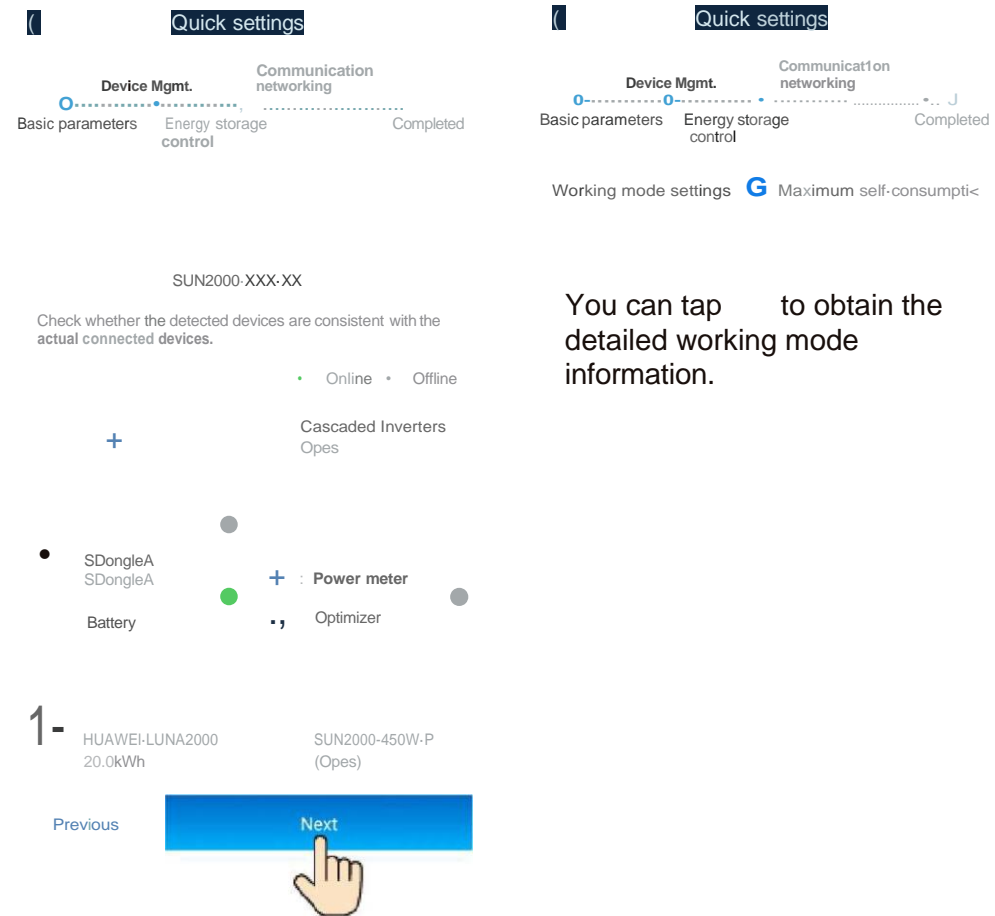 (
Quick settings
Device Mgmt.
Communication
networking
Basic parameters
Energy storage
control
Completed
SUN2000-XXX-XX
Check whether the detected devices are consistent with the
actual connected devices.
• Online • Offline
+
Cascaded Inverters
Opes
SDongleA
SDongleA
+ : Power meter
Battery
., Optimizer
1-
HUAWEI-LUNA2000
20.0kWh
SUN2000-450W-P
(Opes)
Previous
Next
(
Quick settings
Device Mgmt.
Communicat1on
networking
Basic parameters
Energy storage
control
Completed
Working mode settings G Maximum self-consumpti<
You can tap to obtain the
detailed working mode
information.